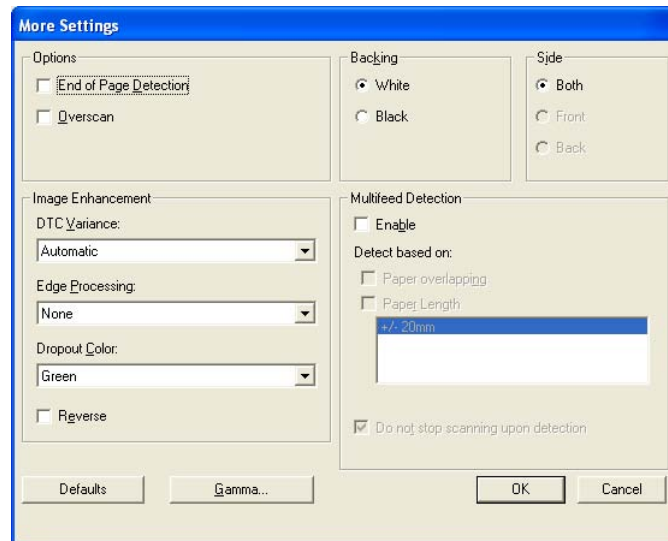 More Settings
Options
End of Page Detection
Overscan
Backing
White
Black
Side
Both
Front
Back
Image Enhancement
DTC Variance:
Automatic
Edge Processing:
None
Dropout Color:
Green
Reverse
Multifeed Detection
Enable
Detect based on:
Paper overlapping
Paper Length
+/- 20mm
Do not stop scanning upon detection
Defaults
Gamma...
OK
Cancel